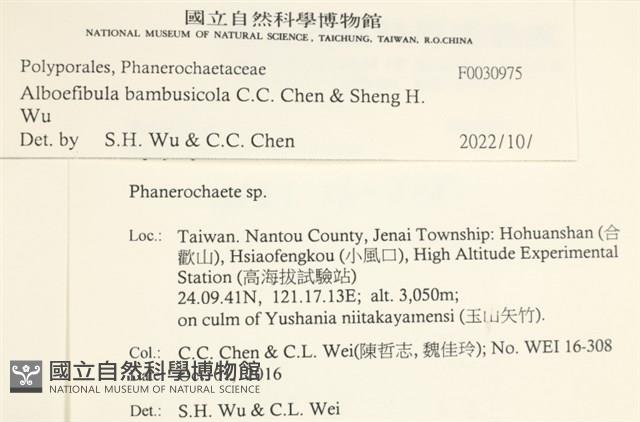 國立自然科學博物館
NATIONAL MUSEUM OF NATURAL SCIENCE, TAICHUNG, TAIWAN, R.O.CHINA
Polyporales, Phanerochaetaceae F0030975
Alboefibula bambusicola C.C. Chen & Sheng H.
Wu
Det. by S.H. Wu & C.C. Chen 2022/10/
Phanerochaete sp.
Loc.: Taiwan. Nantou County, Jenai Township: Hohuanshan (合
歡山), Hsiaofengkou (小風口), High Altitude Experimental
Station (高海拔試驗站)
24.09.41N, 121.17.13E; alt. 3,050m;
on culm of Yushania niitakayamensi (玉山矢竹).
Col.: C.C. Chen & C.L. Wei(陳哲志, 魏佳玲); No. WEI 16-308
2016
國立自然科學博物館
NATIONAL MUSEUM OF NATURAL SCIENCE
Det.: S.H. Wu & C.L. Wei